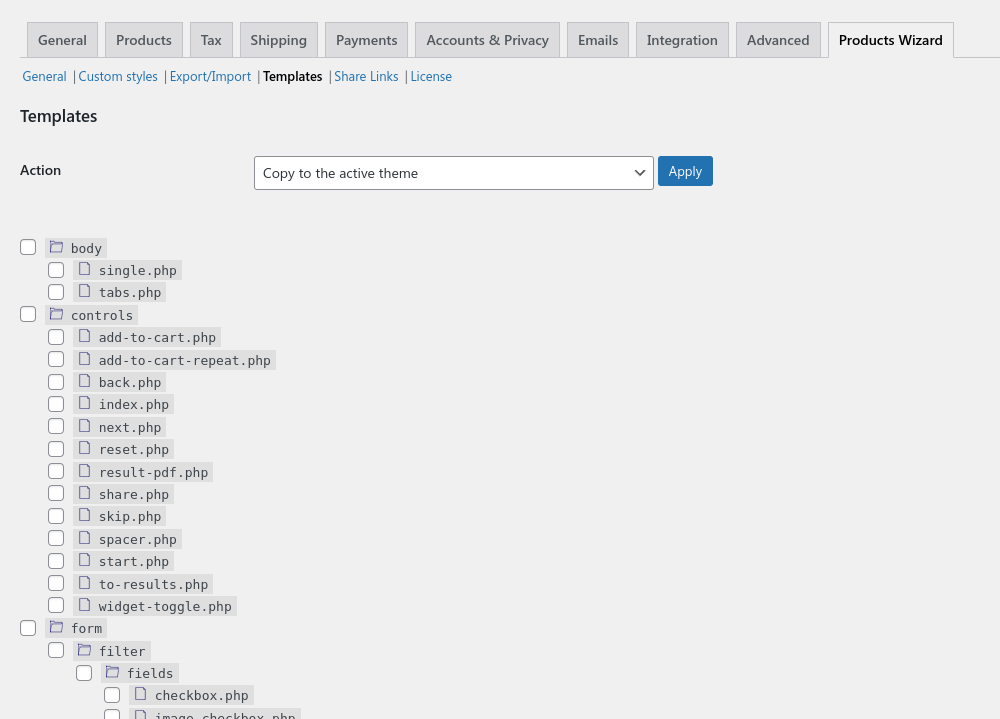 General Products Tax Shipping Payments Accounts & Privacy Emails Integration Advanced Products Wizard
General | Custom styles | Export/Import | Templates | Share Links | License
Templates
Action Copy to the active theme Apply
body
single.php
tabs.php
controls
add-to-cart.php
add-to-cart-repeat.php
back.php
index.php
next.php
reset.php
result-pdf.php
share.php
skip.php
spacer.php
start.php
to-results.php
widget-toggle.php
form
filter
fields
checkbox.php
image-checkbox.php